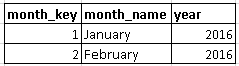 month_key month_name year
1 January 2016
2 February 2016